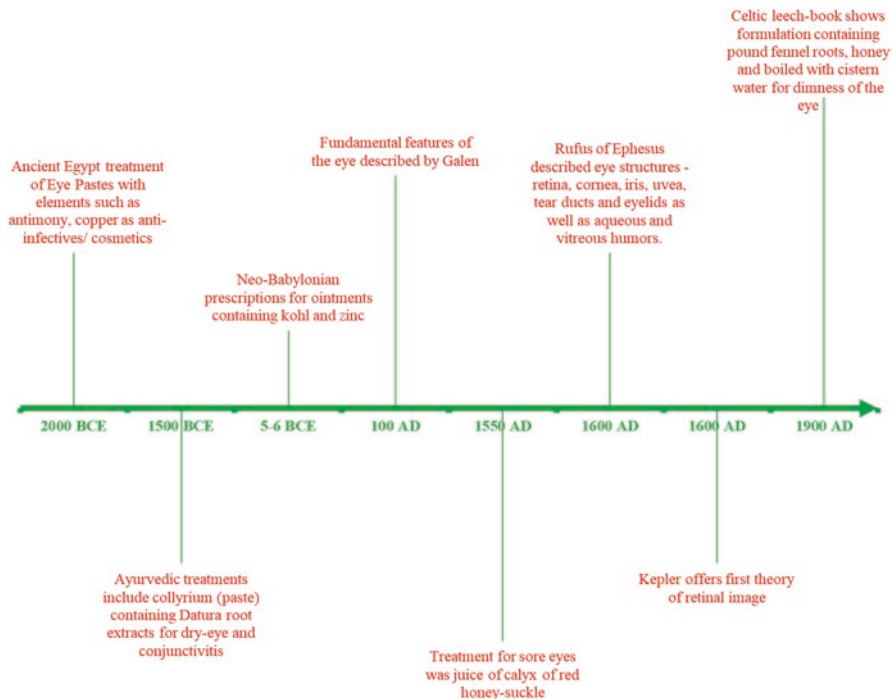 Celtic leech-book shows
formulation containing
pound fennel roots, honey
and boiled with cistern
water for dimness of the
eye
Fundamental features of
the eye described by Galen
Rufus of Ephesus
described eye structures -
retina, cornea, iris, uvea,
tear ducts and eyelids as
well as aqueous and
vitreous humors.
Ancient Egypt treatment
of Eye Pastes with
elements such as
antimony, copper as anti-
infectives/ cosmetics
Neo-Babylonian
prescriptions for ointments
containing kohl and zinc
2000 BCE
1500 BCE
5-6 BCE
100 AD
1550 AD
1600 AD
1600 AD
1900 AD
Ayurvedic treatments
include collyrium (paste)
containing Datura root
extracts for dry-eye and
conjunctivitis
Kepler offers first theory
of retinal image
Treatment for sore eyes
was juice of calyx of red
honey-suckle